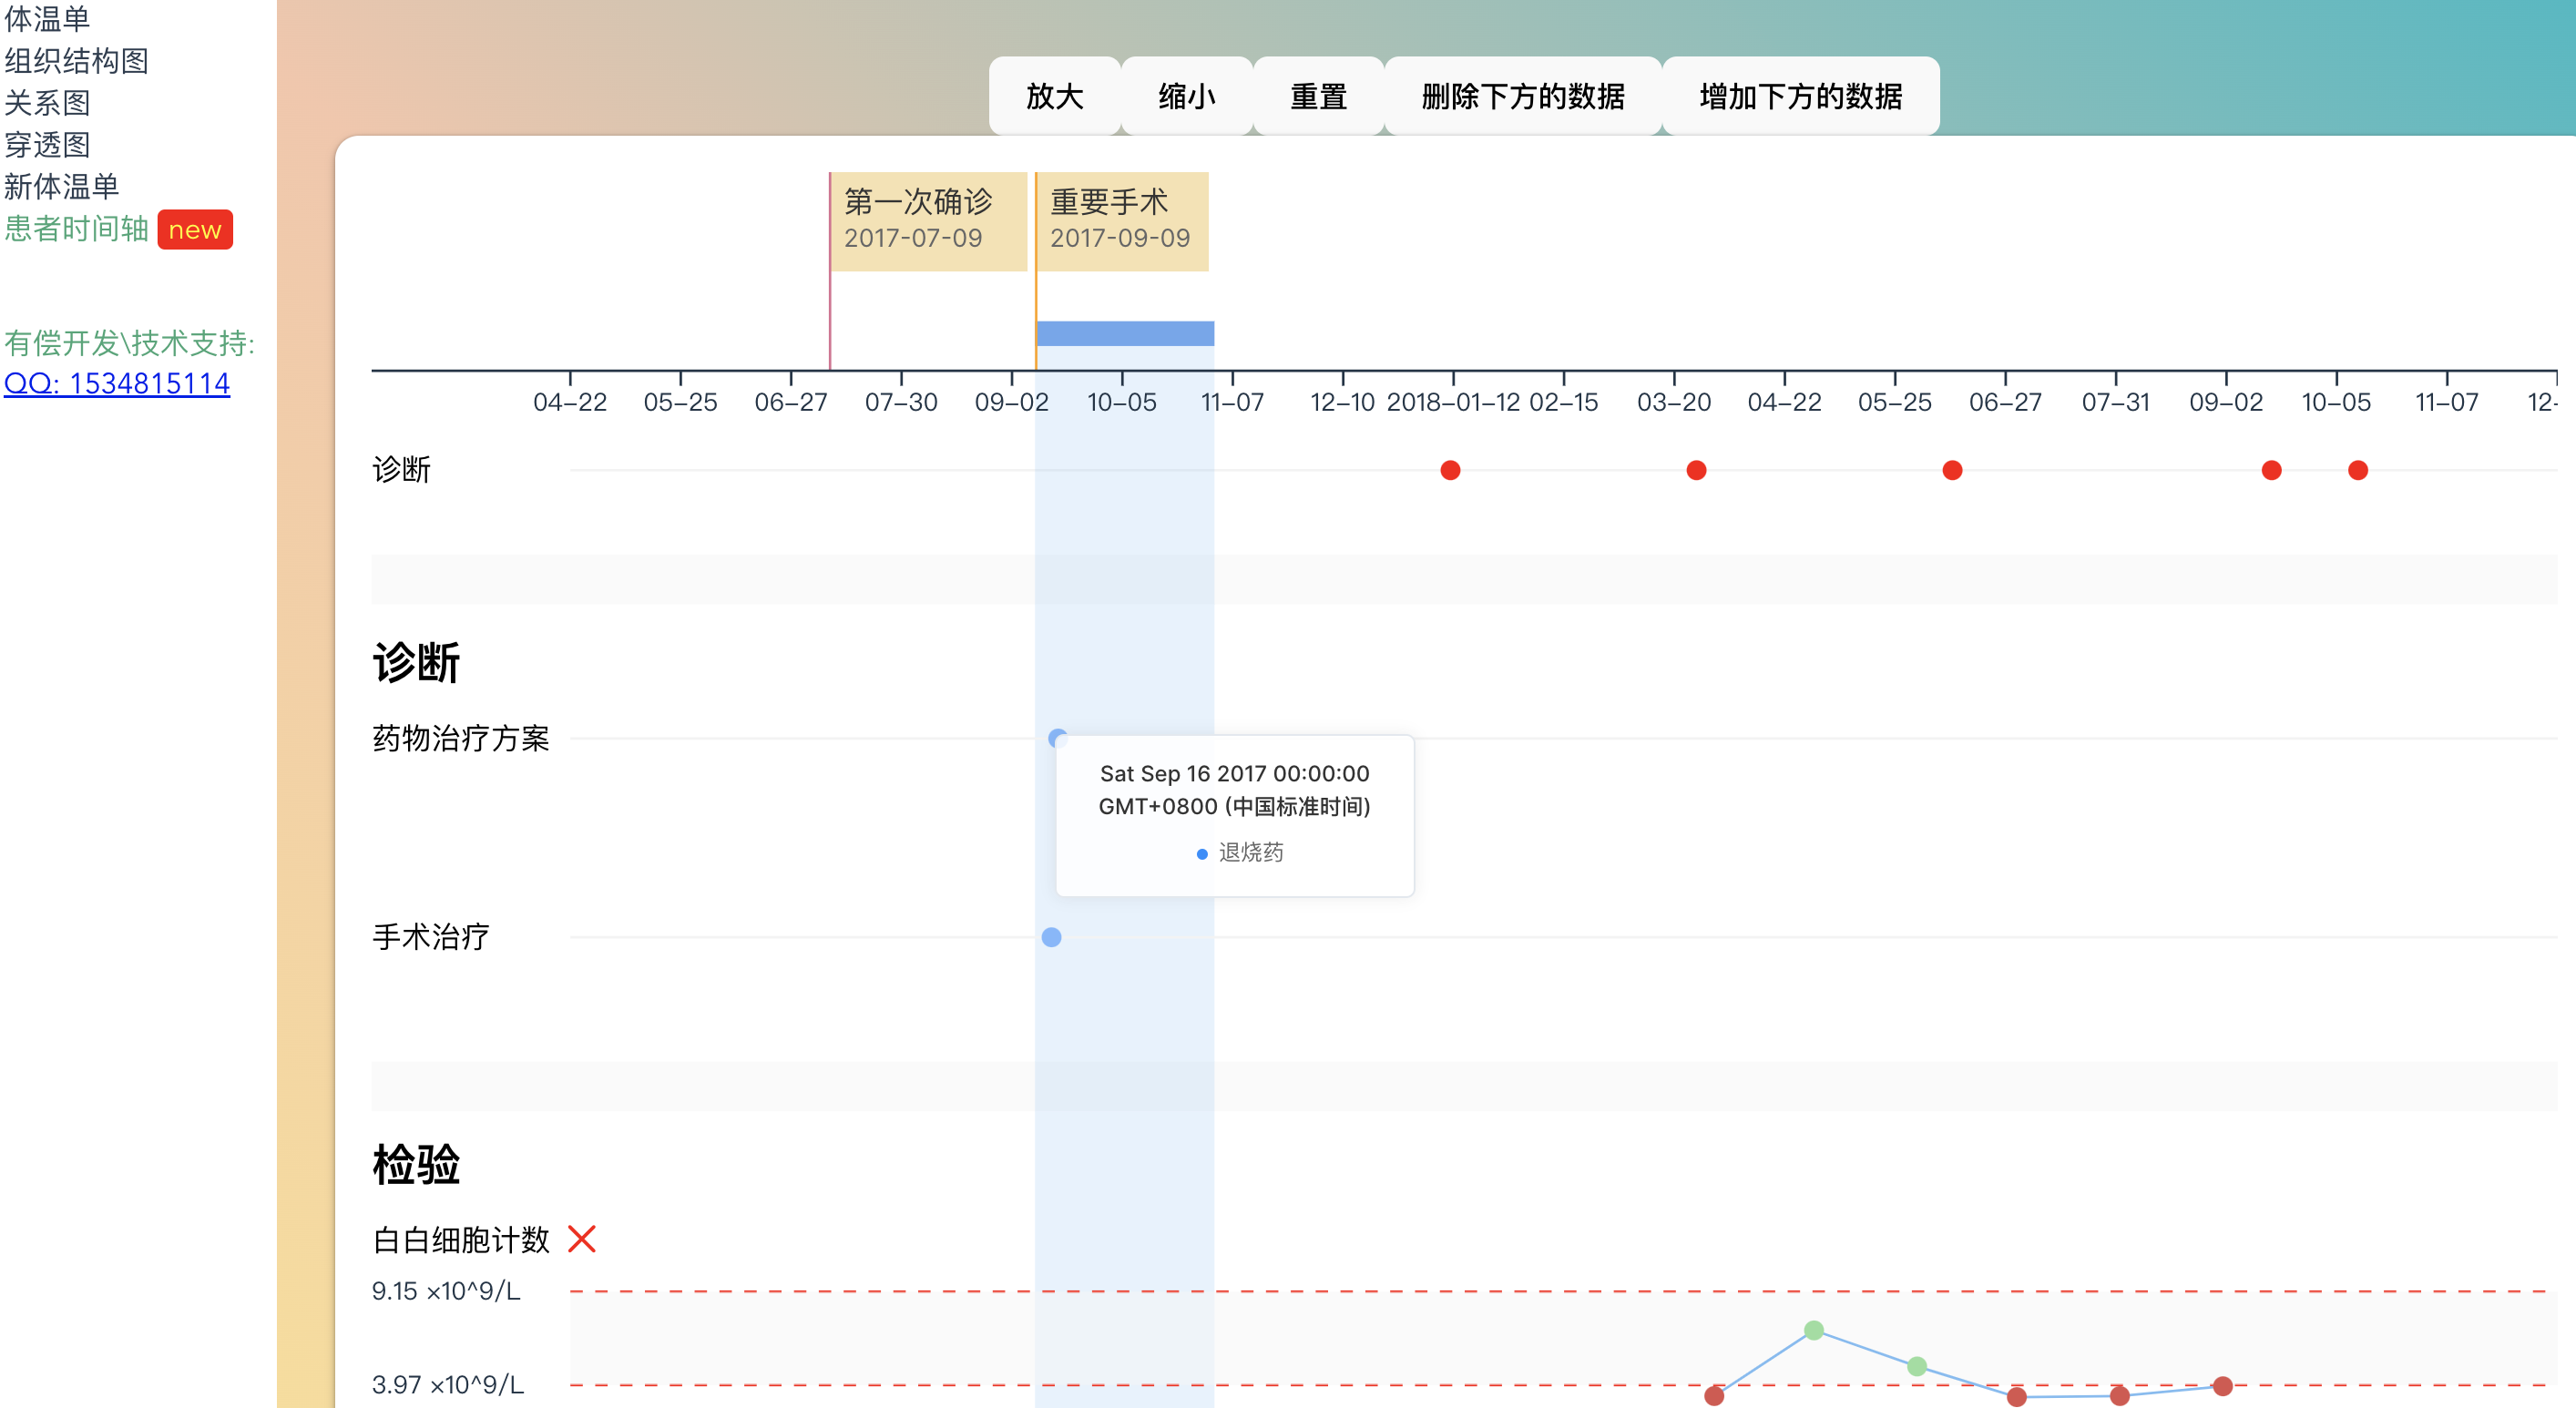 体温单
组织结构图
关系图
穿透图
新体温单
患者时间轴 new
有偿开发\技术支持:
QQ: 1534815114
放大 缩小 重置 删除下方的数据 增加下方的数据
第一次确诊 重要手术
2017-07-09 2017-09-09
04–22 05–25 06–27 07–30 09–02 10–05 11–07 12–10 2018–01–12 02–15 03–20 04–22 05–25 06–27 07–31 09–02 10–05 11–07 12-
诊断
诊断
药物治疗方案
Sat Sep 16 2017 00:00:00
GMT+0800 (中国标准时间)
退烧药
手术治疗
检验
白白细胞计数
9.15 ×10^9/L
3.97 ×10^9/L